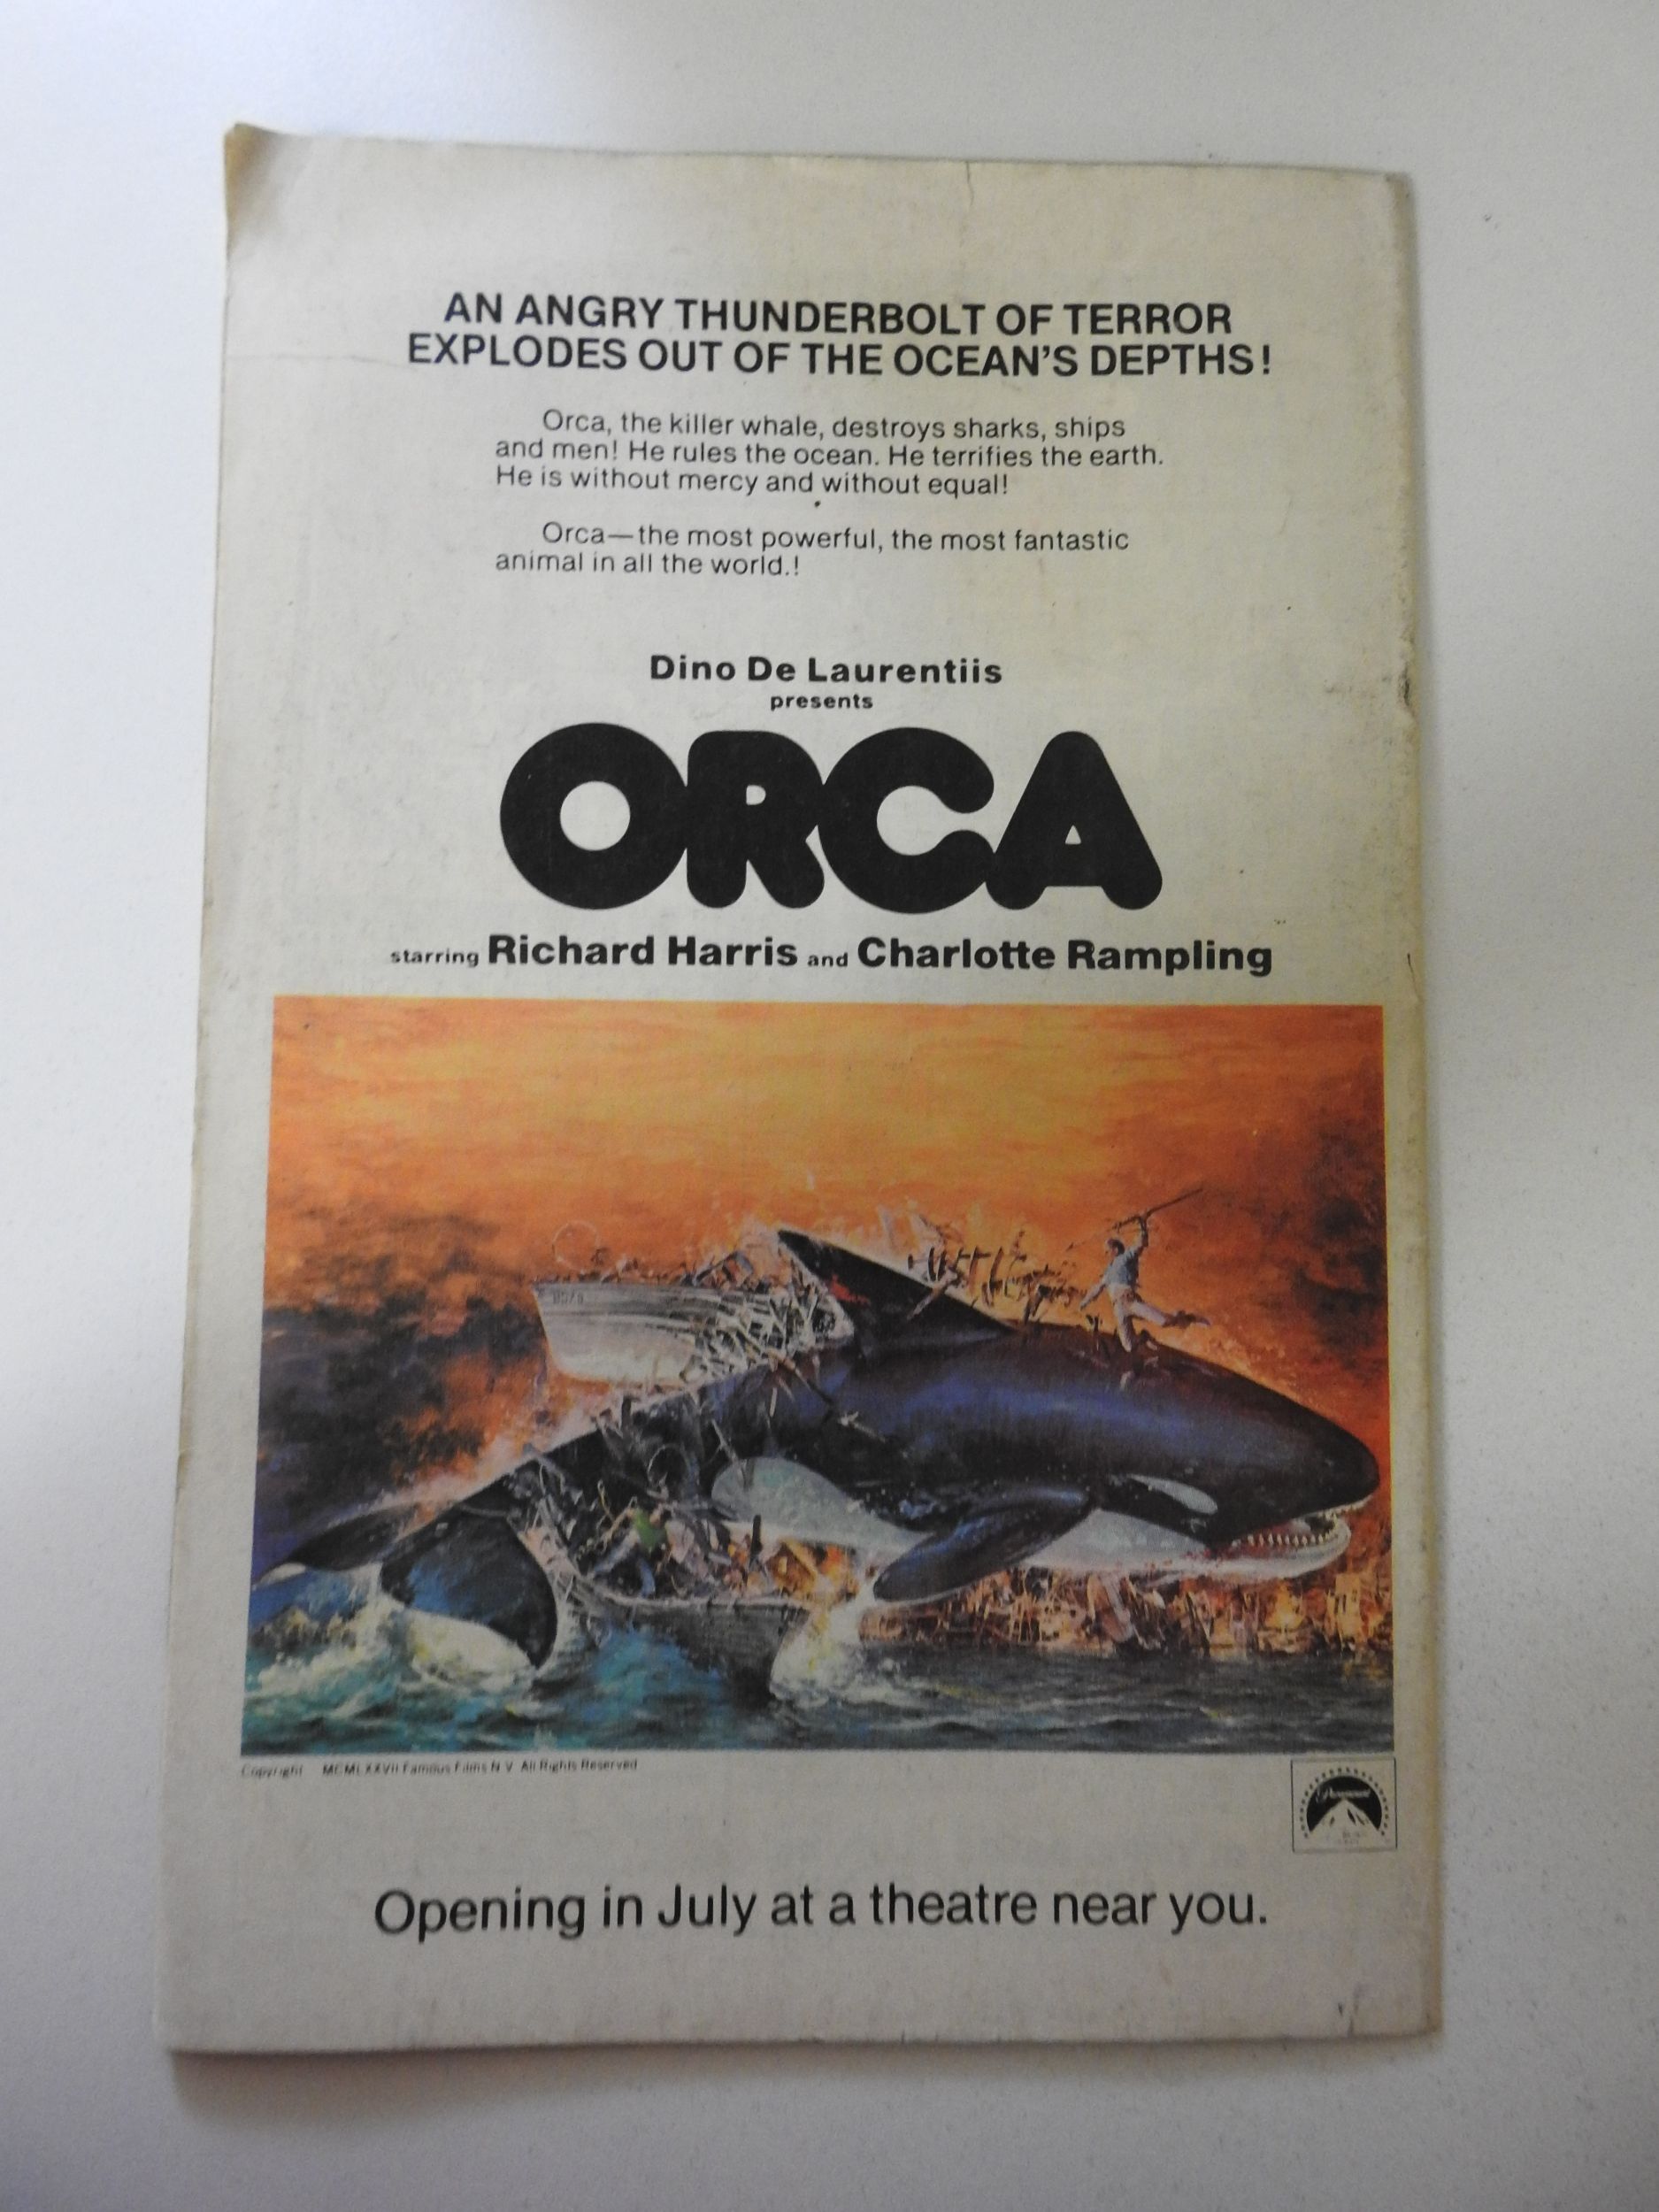 AN ANGRY THUNDERBOLT OF TERROR
EXPLODES OUT OF THE OCEAN'S DEPTHS!
Orca, the killer whale, destroys sharks, ships
and men! He rules the ocean. He terrifies the earth.
He is without mercy and without equal!
Orca—the most powerful, the most fantastic
animal in all the world.!
Dino De Laurentiis
presents
ORCA
starring Richard Harris and Charlotte Rampling
Copyright MCMLXXVII Famous Films N.V. All Rights Reserved
Paramount
Opening in July at a theatre near you.